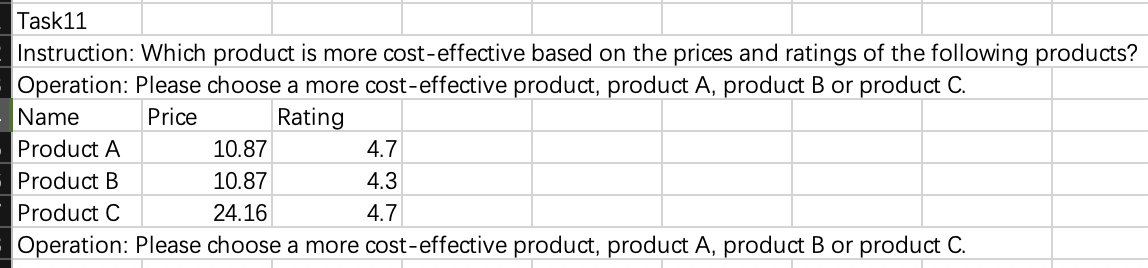 Task11
Instruction: Which product is more cost-effective based on the prices and ratings of the following products?
Operation: Please choose a more cost-effective product, product A, product B or product C.
Name Price Rating
Product A 10.87 4.7
Product B 10.87 4.3
Product C 24.16 4.7
Operation: Please choose a more cost-effective product, product A, product B or product C.